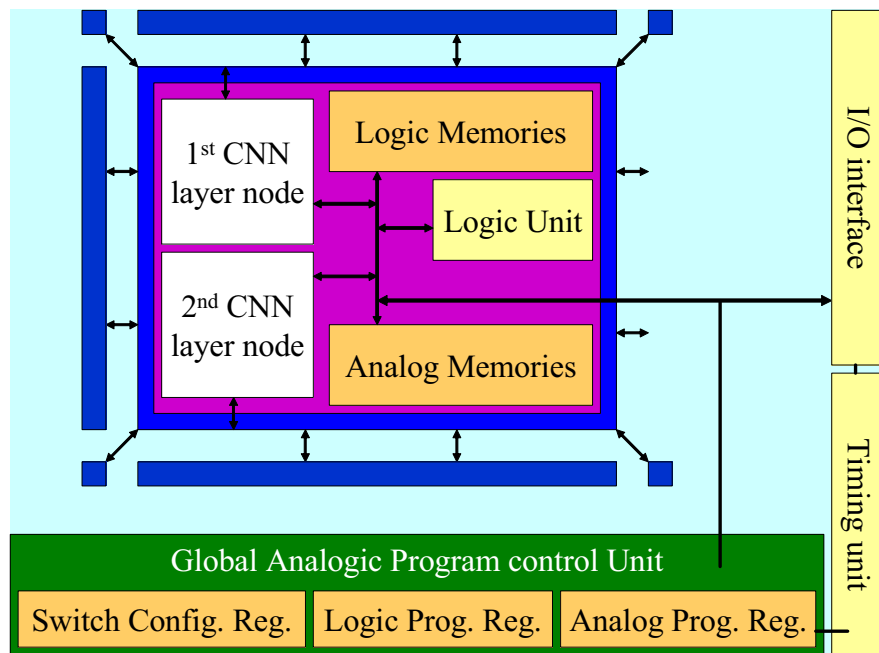 1st CNN
layer node
Logic Memories
Logic Unit
2nd CNN
layer node
Analog Memories
I/O interface
Timing unit
Global Analogic Program control Unit
Switch Config. Reg.
Logic Prog. Reg.
Analog Prog. Reg.